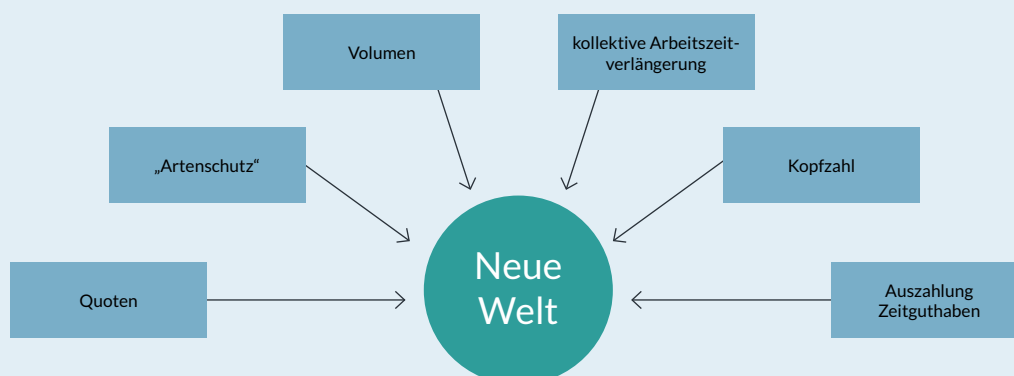 Volumen
kollektive Arbeitszeit-
verlängerung
„Artenschutz“
Kopfzahl
Neue
Welt
Quoten
Auszahlung
Zeitguthaben